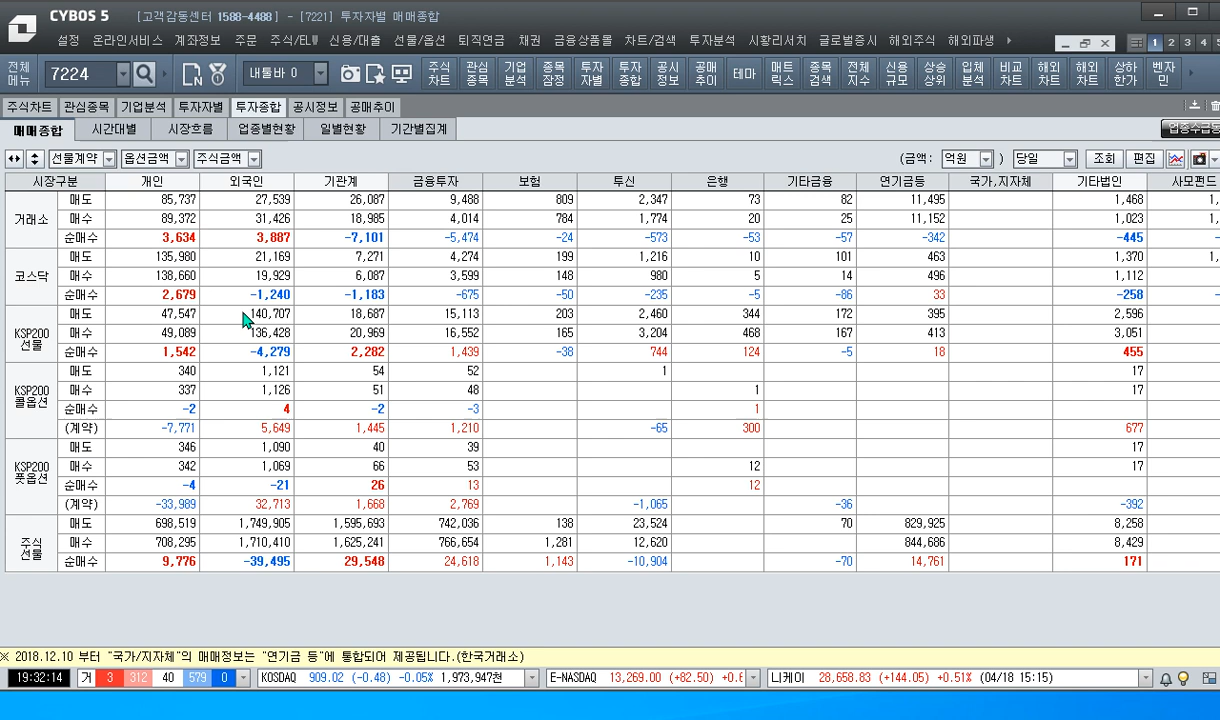 CYBOS 5 [고객감동센터 1588-4488] - [7221] 투자자별 매매종합
설정 온라인서비스 계좌정보 주문 주식/ELW 신용/대출 선물/옵션 퇴직연금 채권 금융상품몰 차트/검색 투자분석 시황리서치 글로벌증시 해외주식 해외파생 1 2 3 4
전체메뉴 7224 내툴바 0 주식차트 관심종목 기업분석 종목잠정 투자자별 투자종합 공시정보 공매추이 테마 매트릭스 종목검색 전체지수 신용규모 상승상위 입체분석 비교차트 해외차트 해외차트 상하한가 벤자민
주식차트 관심종목 기업분석 투자자별 투자종합 공시정보 공매추이
매매종합 시간대별 시장흐름 업종별현황 일별현황 기간별집계 업종수급동
선물계약 옵션금액 주식금액 (금액: 억원 ) 당일 조회 편집
시장구분 개인 외국인 기관계 금융투자 보험 투신 은행 기타금융 연기금등 국가,지자체 기타법인 사모펀드
거래소 매도 85,737 27,539 26,087 9,488 809 2,347 73 82 11,495 1,468 1,
매수 89,372 31,426 18,985 4,014 784 1,774 20 25 11,152 1,023 1,
순매수 3,634 3,887 -7,101 -5,474 -24 -573 -53 -57 -342 -445 -
코스닥 매도 135,980 21,169 7,271 4,274 199 1,216 10 101 463 1,370 1,
매수 138,660 19,929 6,087 3,599 148 980 5 14 496 1,112
순매수 2,679 -1,240 -1,183 -675 -50 -235 -5 -86 33 -258 -
KSP200 선물 매도 47,547 140,707 18,687 15,113 203 2,460 344 172 395 2,596
매수 49,089 136,428 20,969 16,552 165 3,204 468 167 413 3,051
순매수 1,542 -4,279 2,282 1,439 -38 744 124 -5 18 455
KSP200 콜옵션 매도 340 1,121 54 52 1 17
매수 337 1,126 51 48 1 17
순매수 -2 4 -2 -3 1
(계약) -7,771 5,649 1,445 1,210 -65 300 677
KSP200 풋옵션 매도 346 1,090 40 39 17
매수 342 1,069 66 53 12 17
순매수 -4 -21 26 13 12
(계약) -33,989 32,713 1,668 2,769 -1,065 -36 -392
주식 선물 매도 698,519 1,749,905 1,595,693 742,036 138 23,524 70 829,925 8,258
매수 708,295 1,710,410 1,625,241 766,654 1,281 12,620 844,686 8,429
순매수 9,776 -39,495 29,548 24,618 1,143 -10,904 -70 14,761 171
※ 2018.12.10 부터 "국가/지자체"의 매매정보는 "연기금 등"에 통합되어 제공됩니다.(한국거래소)
19:32:14 거 3 312 40 579 0 KOSDAQ 909.02 (-0.48) -0.05% 1,973,947천 E-NASDAQ 13,269.00 (+82.50) 니케이 28,658.83 (+144.05) +0.51% (04/18 15:15)